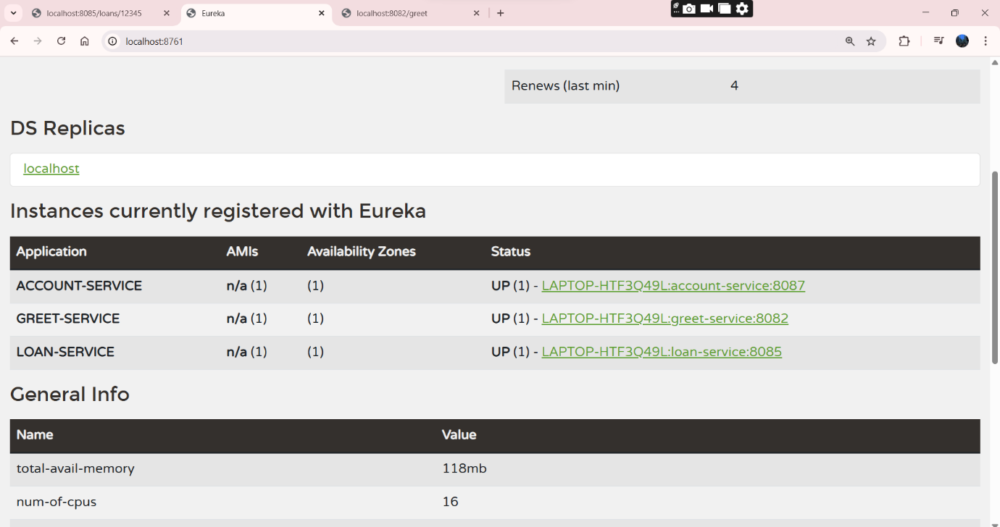 localhost:8085/loans/12345
Eureka
localhost:8082/greet
localhost:8761
Renews (last min) 4
DS Replicas
localhost
Instances currently registered with Eureka
Application AMIs Availability Zones Status
ACCOUNT-SERVICE n/a (1) (1) UP (1) - LAPTOP-HTF3Q49L:account-service:8087
GREET-SERVICE n/a (1) (1) UP (1) - LAPTOP-HTF3Q49L:greet-service:8082
LOAN-SERVICE n/a (1) (1) UP (1) - LAPTOP-HTF3Q49L:loan-service:8085
General Info
Name Value
total-avail-memory 118mb
num-of-cpus 16